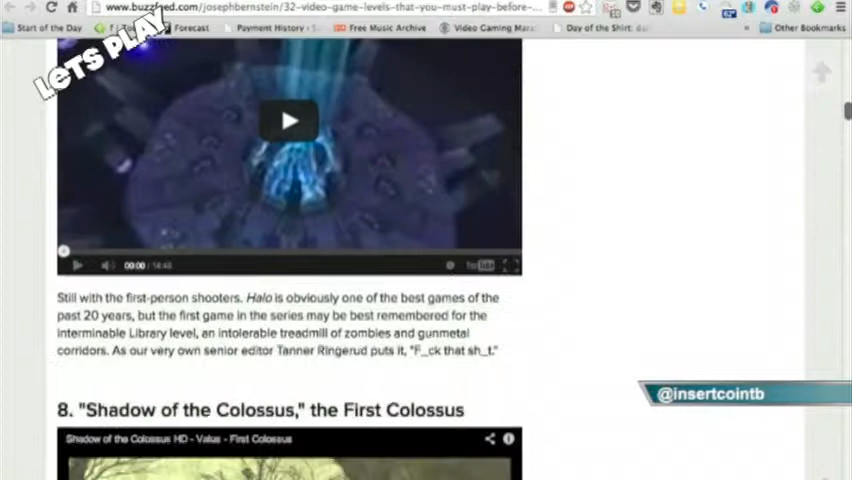 www.buzzfeed.com/josephbernstein/32-video-game-levels-that-you-must-play-before-
Start of the Day
Forecast
Payment History
Free Music Archive
Video Gaming Mara
Day of the Shirt: dai
Other Bookmarks
LETS PLAY
00:00 / 14:48
Still with the first-person shooters. Halo is obviously one of the best games of the
past 20 years, but the first game in the series may be best remembered for the
interminable Library level, an intolerable treadmill of zombies and gunmetal
corridors. As our very own senior editor Tanner Ringerud puts it, "F_ck that sh_t."
@insertcointb
8. "Shadow of the Colossus," the First Colossus
Shadow of the Colossus HD - Valus - First Colossus